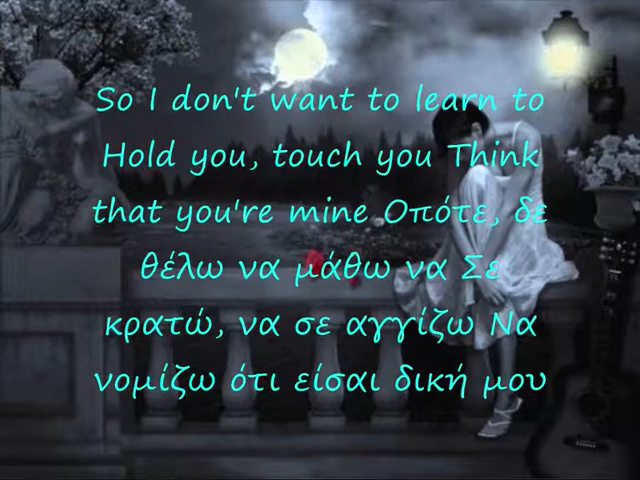 So I don't want to learn to
Hold you, touch you Think
that you're mine Οπότε, δε
θέλω να μάθω να Σε
κρατώ, να σε αγγίζω Να
νομίζω ότι είσαι δική μου